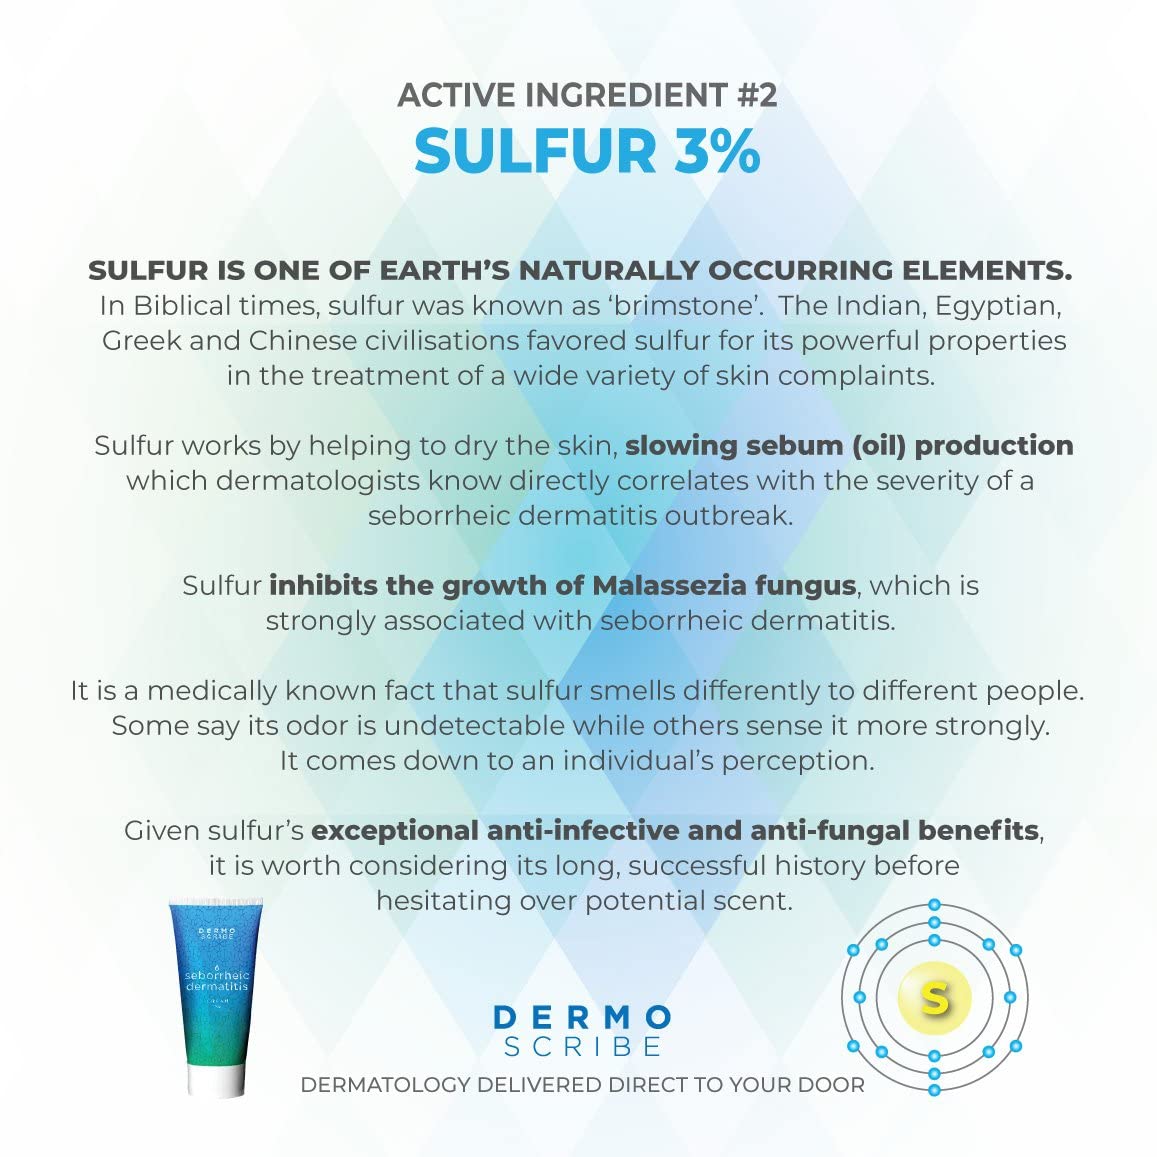 ACTIVE INGREDIENT #2
SULFUR 3%
SULFUR IS ONE OF EARTH’S NATURALLY OCCURRING ELEMENTS.
In Biblical times, sulfur was known as ‘brimstone’. The Indian, Egyptian,
Greek and Chinese civilisations favored sulfur for its powerful properties
in the treatment of a wide variety of skin complaints.
Sulfur works by helping to dry the skin, slowing sebum (oil) production
which dermatologists know directly correlates with the severity of a
seborrheic dermatitis outbreak.
Sulfur inhibits the growth of Malassezia fungus, which is
strongly associated with seborrheic dermatitis.
It is a medically known fact that sulfur smells differently to different people.
Some say its odor is undetectable while others sense it more strongly.
It comes down to an individual’s perception.
Given sulfur’s exceptional anti-infective and anti-fungal benefits,
it is worth considering its long, successful history before
hesitating over potential scent.
DERMO
SCRIBE
seborrheic
dermatitis
S
DERMO
SCRIBE
DERMATOLOGY DELIVERED DIRECT TO YOUR DOOR